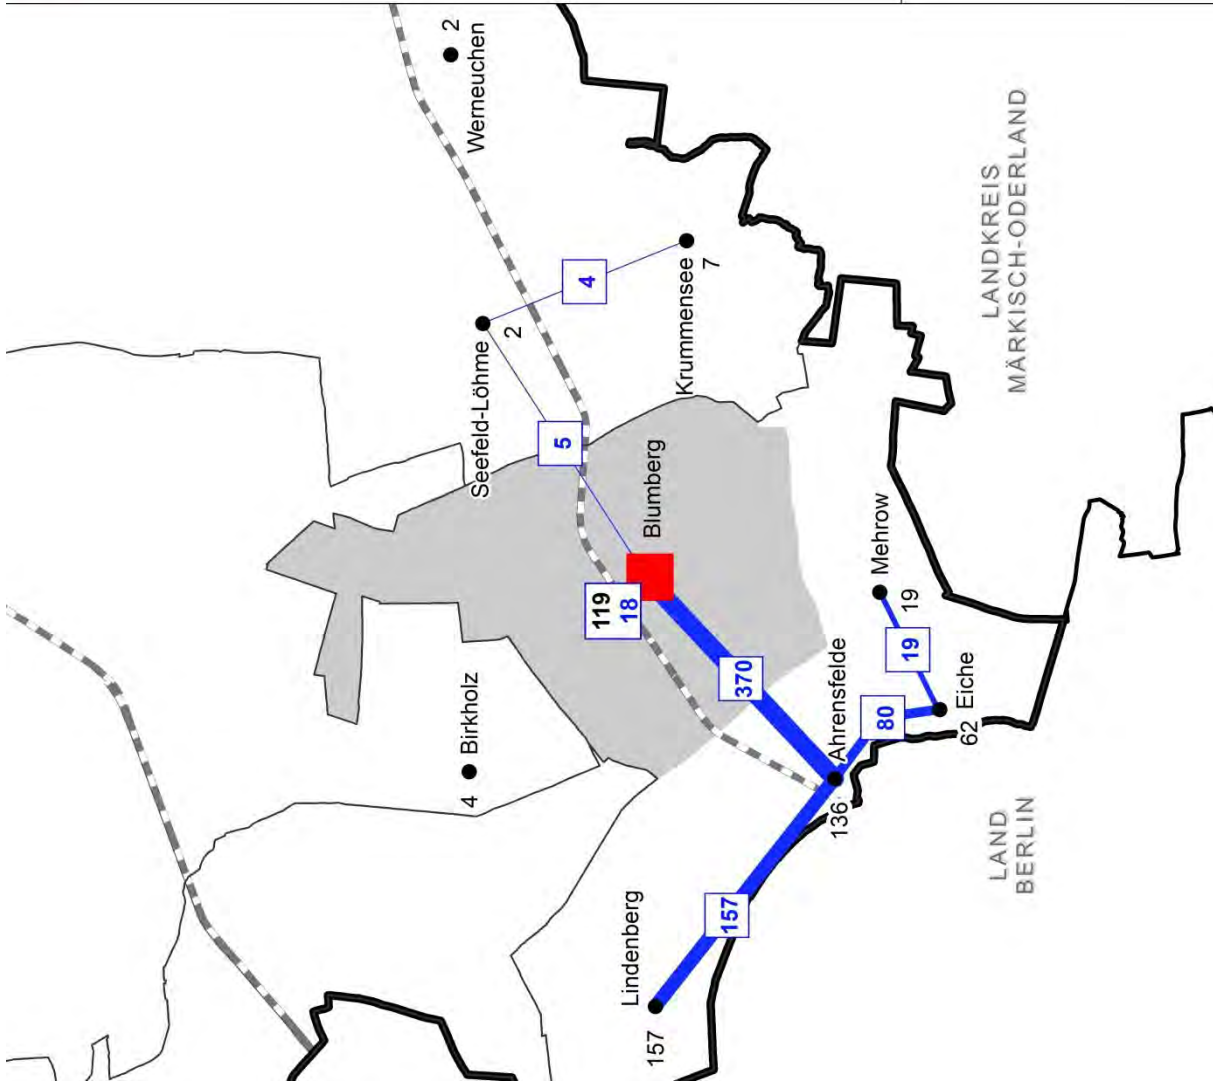 Werneuchen
2
Seefeld-Löhme
2
4
Krummensee
7
5
LANDKREIS
MÄRKISCH-ODERLAND
Blumberg
119
18
Mehrow
19
19
370
Birkholz
4
Ahrensfelde
136
80
Eiche
62
LAND
BERLIN
Lindenberg
157
157